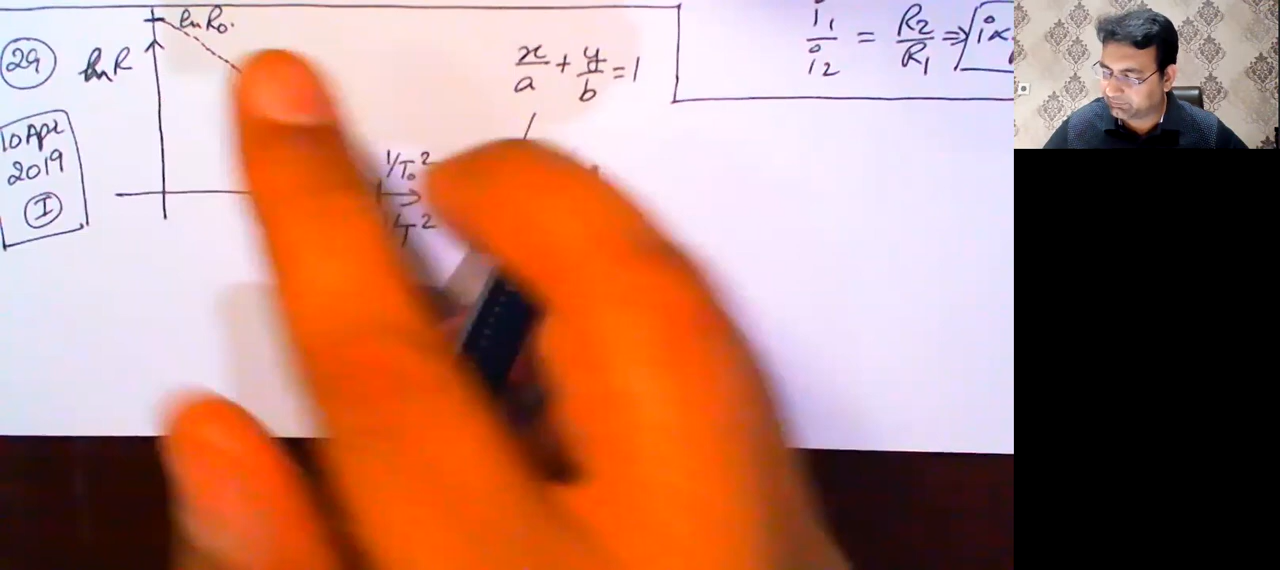 29
ln R
ln R₀.
x/a + y/b = 1
1/T₀²
1/T²
10 Apr
2019
I
i₁/i₂ = R₂/R₁ ⇒ i∝